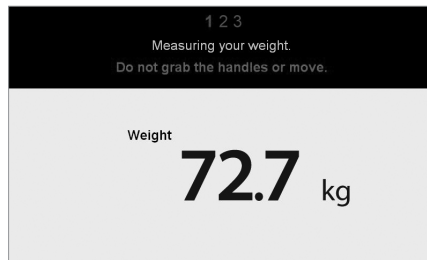 1 2 3
Measuring your weight.
Do not grab the handles or move.
Weight
72.7 kg